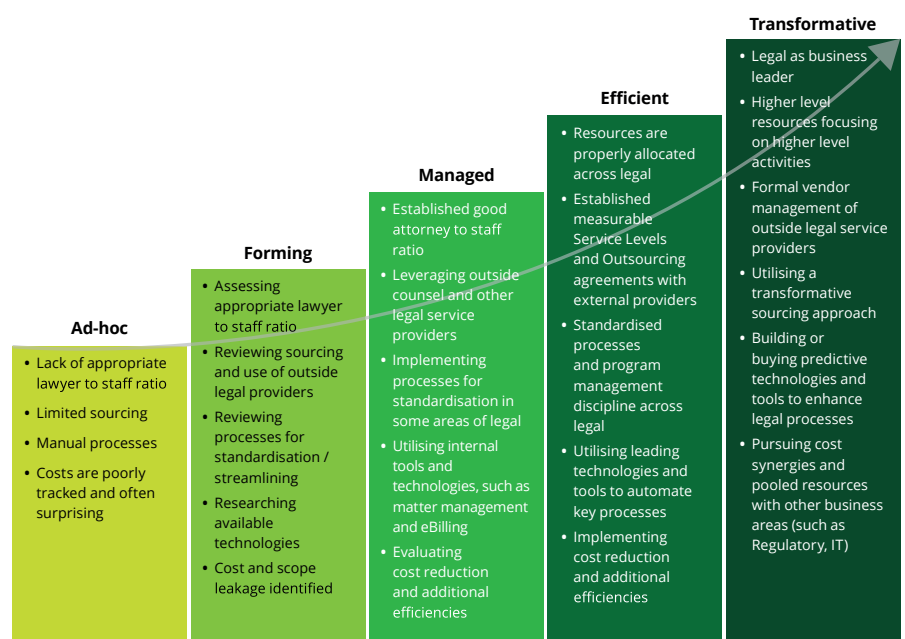 Ad-hoc
• Lack of appropriate
lawyer to staff ratio
• Limited sourcing
• Manual processes
• Costs are poorly
tracked and often
surprising
Forming
• Assessing
appropriate lawyer
to staff ratio
• Reviewing sourcing
and use of outside
legal providers
• Reviewing
processes for
standardisation /
streamlining
• Researching
available
technologies
• Cost and scope
leakage identified
Managed
• Established good
attorney to staff
ratio
• Leveraging outside
counsel and other
legal service
providers
• Implementing
processes for
standardisation in
some areas of legal
• Utilising internal
tools and
technologies, such as
matter management
and eBilling
• Evaluating
cost reduction
and additional
efficiencies
Efficient
• Resources are
properly allocated
across legal
• Established
measurable
Service Levels
and Outsourcing
agreements with
external providers
• Standardised
processes
and program
management
discipline across
legal
• Utilising leading
technologies and
tools to automate
key processes
• Implementing
cost reduction
and additional
efficiencies
Transformative
• Legal as business
leader
• Higher level
resources focusing
on higher level
activities
• Formal vendor
management of
outside legal service
providers
• Utilising a
transformative
sourcing approach
• Building or
buying predictive
technologies and
tools to enhance
legal processes
• Pursuing cost
synergies and
pooled resources
with other business
areas (such as
Regulatory, IT)